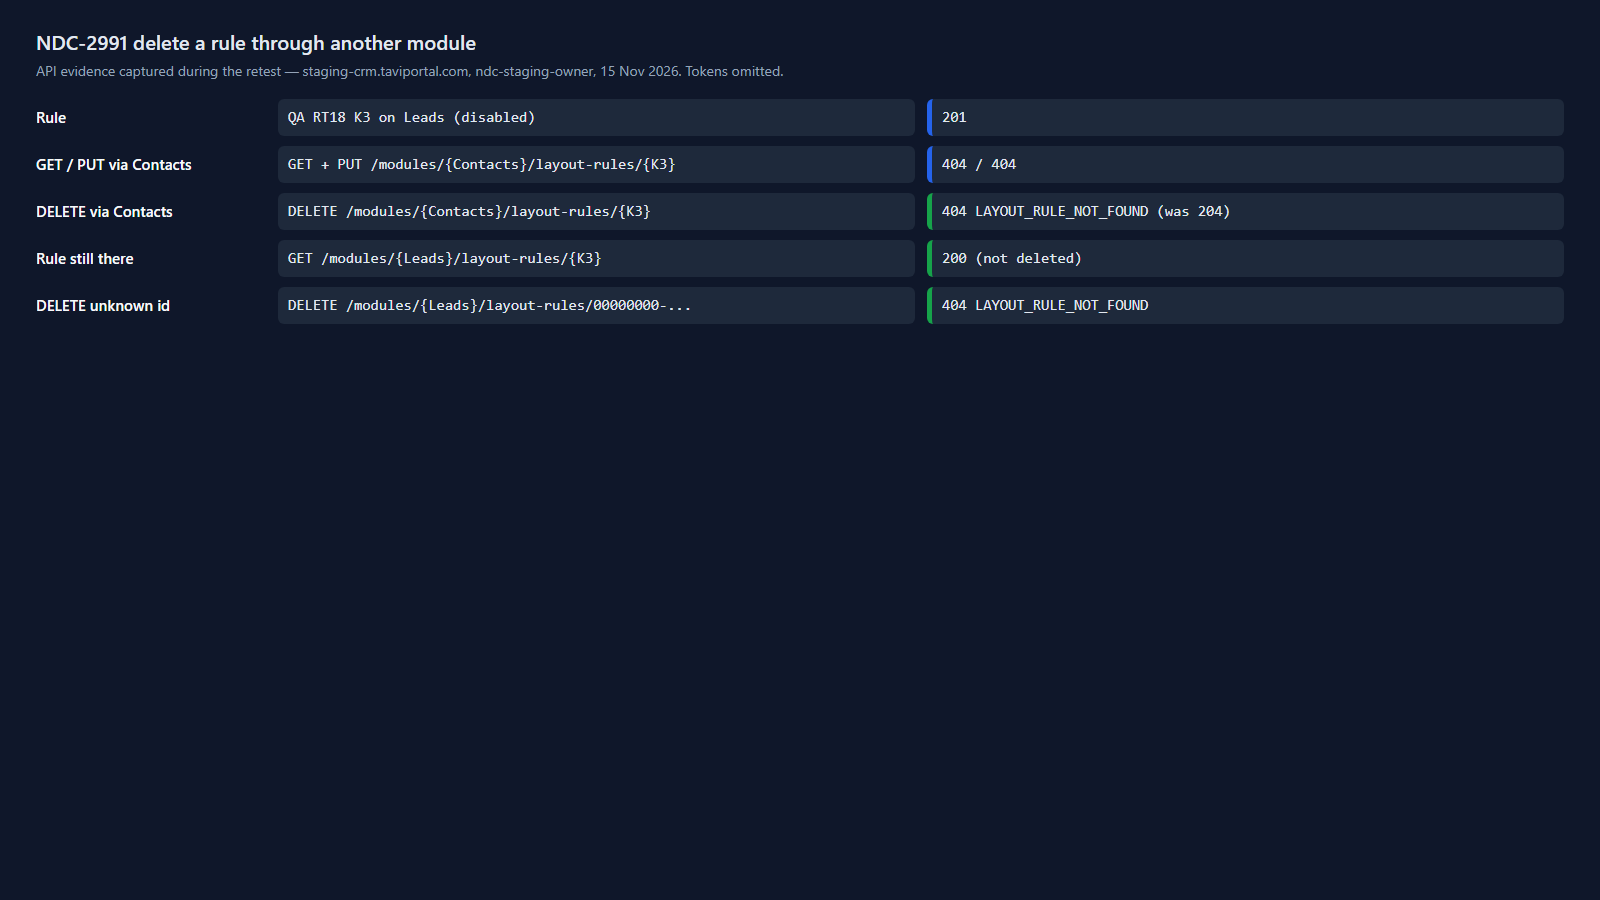 NDC-2991 delete a rule through another module
API evidence captured during the retest — staging-crm.taviportal.com, ndc-staging-owner, 15 Nov 2026. Tokens omitted.
Rule QA RT18 K3 on Leads (disabled) 201
GET / PUT via Contacts GET + PUT /modules/{Contacts}/layout-rules/{K3} 404 / 404
DELETE via Contacts DELETE /modules/{Contacts}/layout-rules/{K3} 404 LAYOUT_RULE_NOT_FOUND (was 204)
Rule still there GET /modules/{Leads}/layout-rules/{K3} 200 (not deleted)
DELETE unknown id DELETE /modules/{Leads}/layout-rules/00000000-... 404 LAYOUT_RULE_NOT_FOUND